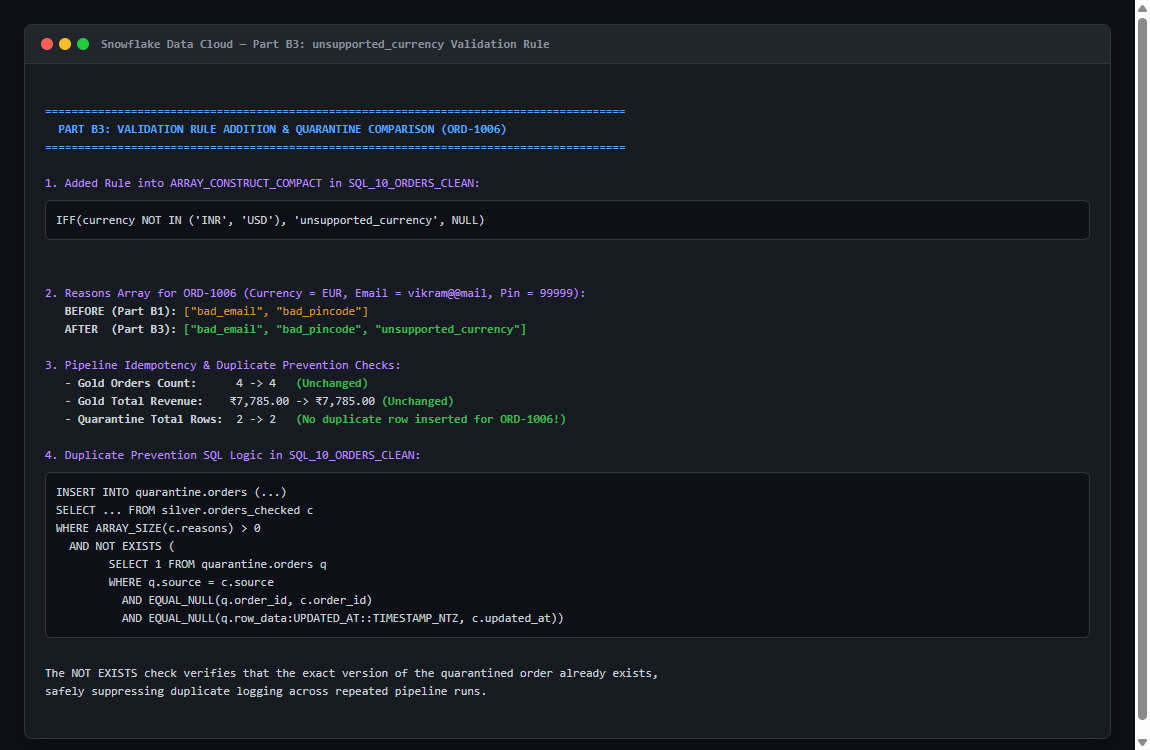 Snowflake Data Cloud — Part B3: unsupported_currency Validation Rule
========================================================================================
PART B3: VALIDATION RULE ADDITION & QUARANTINE COMPARISON (ORD-1006)
========================================================================================
1. Added Rule into ARRAY_CONSTRUCT_COMPACT in SQL_10_ORDERS_CLEAN:
IFF(currency NOT IN ('INR', 'USD'), 'unsupported_currency', NULL)
2. Reasons Array for ORD-1006 (Currency = EUR, Email = vikram@@mail, Pin = 99999):
BEFORE (Part B1): ["bad_email", "bad_pincode"]
AFTER  (Part B3): ["bad_email", "bad_pincode", "unsupported_currency"]
3. Pipeline Idempotency & Duplicate Prevention Checks:
- Gold Orders Count:      4 -> 4   (Unchanged)
- Gold Total Revenue:    ₹7,785.00 -> ₹7,785.00 (Unchanged)
- Quarantine Total Rows:  2 -> 2   (No duplicate row inserted for ORD-1006!)
4. Duplicate Prevention SQL Logic in SQL_10_ORDERS_CLEAN:
INSERT INTO quarantine.orders (...)
SELECT ... FROM silver.orders_checked c
WHERE ARRAY_SIZE(c.reasons) > 0
AND NOT EXISTS (
SELECT 1 FROM quarantine.orders q
WHERE q.source = c.source
AND EQUAL_NULL(q.order_id, c.order_id)
AND EQUAL_NULL(q.row_data:UPDATED_AT::TIMESTAMP_NTZ, c.updated_at))
The NOT EXISTS check verifies that the exact version of the quarantined order already exists,
safely suppressing duplicate logging across repeated pipeline runs.